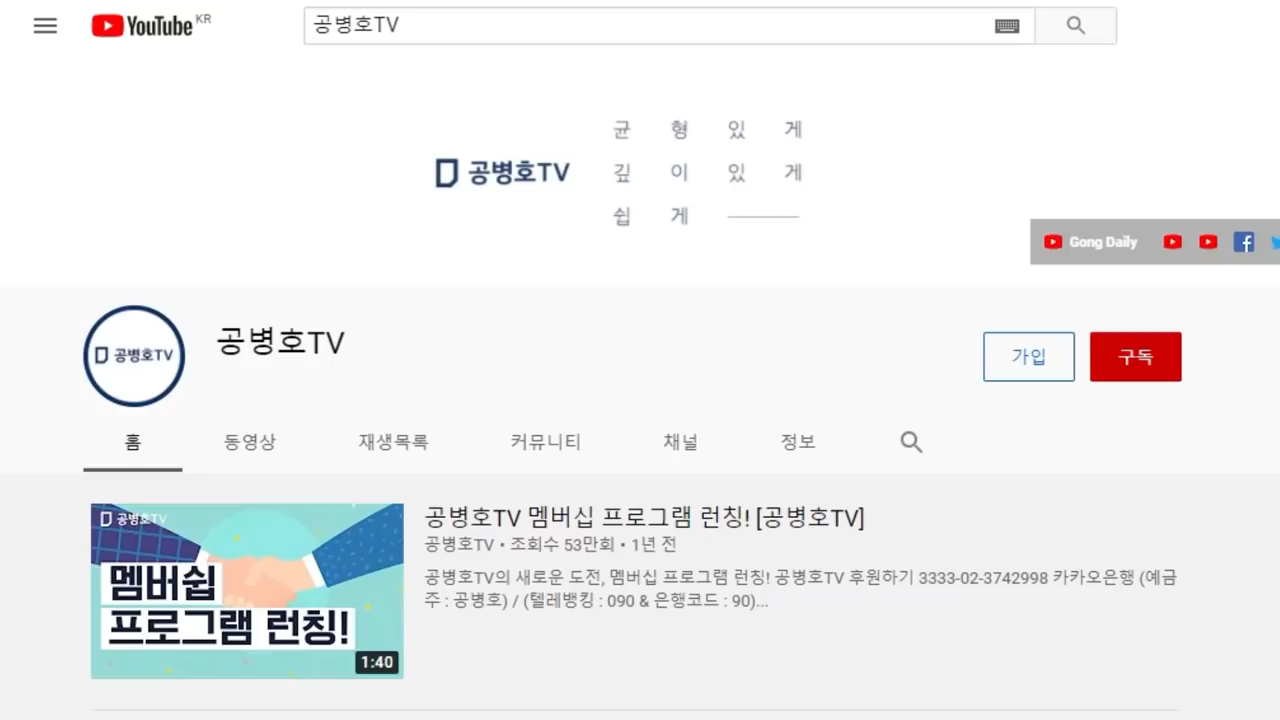 YouTube KR
공병호TV
균 형 있 게
공병호TV
깊 이 있 게
쉽 게
Gong Daily
공병호TV
공병호TV
가입
구독
홈
동영상
재생목록
커뮤니티
채널
정보
공병호TV
멤버쉽
프로그램 런칭!
1:40
공병호TV 멤버십 프로그램 런칭! [공병호TV]
공병호TV • 조회수 53만회 • 1년 전
공병호TV의 새로운 도전, 멤버십 프로그램 런칭! 공병호TV 후원하기 3333-02-3742998 카카오은행 (예금
주 : 공병호) / (텔레뱅킹 : 090 & 은행코드 : 90)...